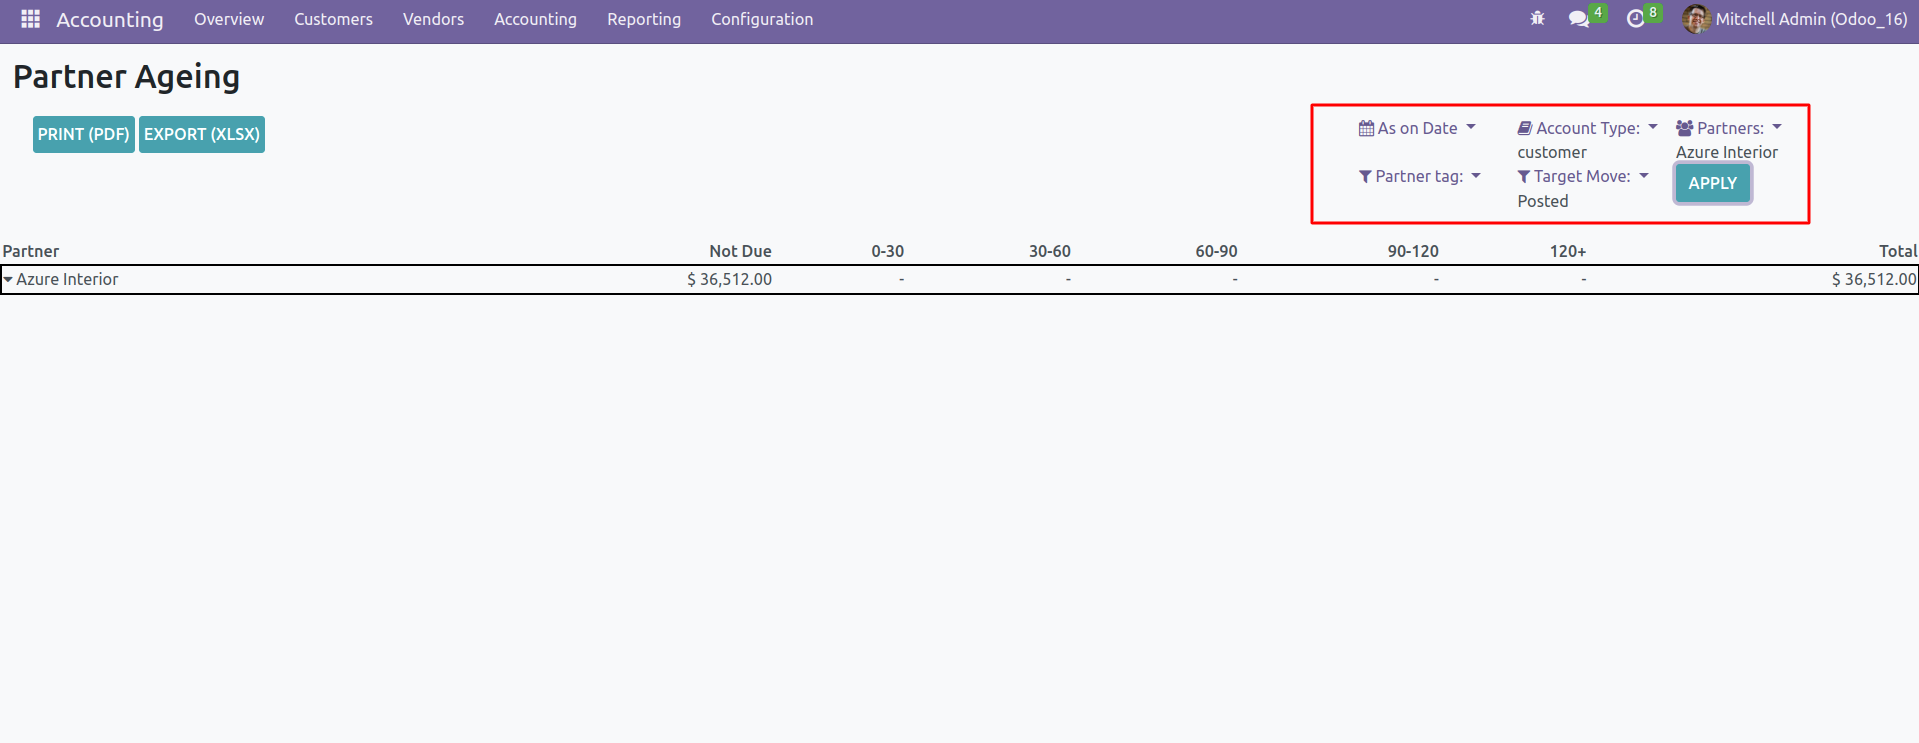 Accounting Overview Customers Vendors Accounting Reporting Configuration 4 8 Mitchell Admin (Odoo_16)
Partner Ageing
PRINT (PDF) EXPORT (XLSX)
As on Date Account Type: Partners:
customer Azure Interior
Partner tag: Target Move: APPLY
Posted
Partner Not Due 0-30 30-60 60-90 90-120 120+ Total
Azure Interior $ 36,512.00 - - - - - $ 36,512.00